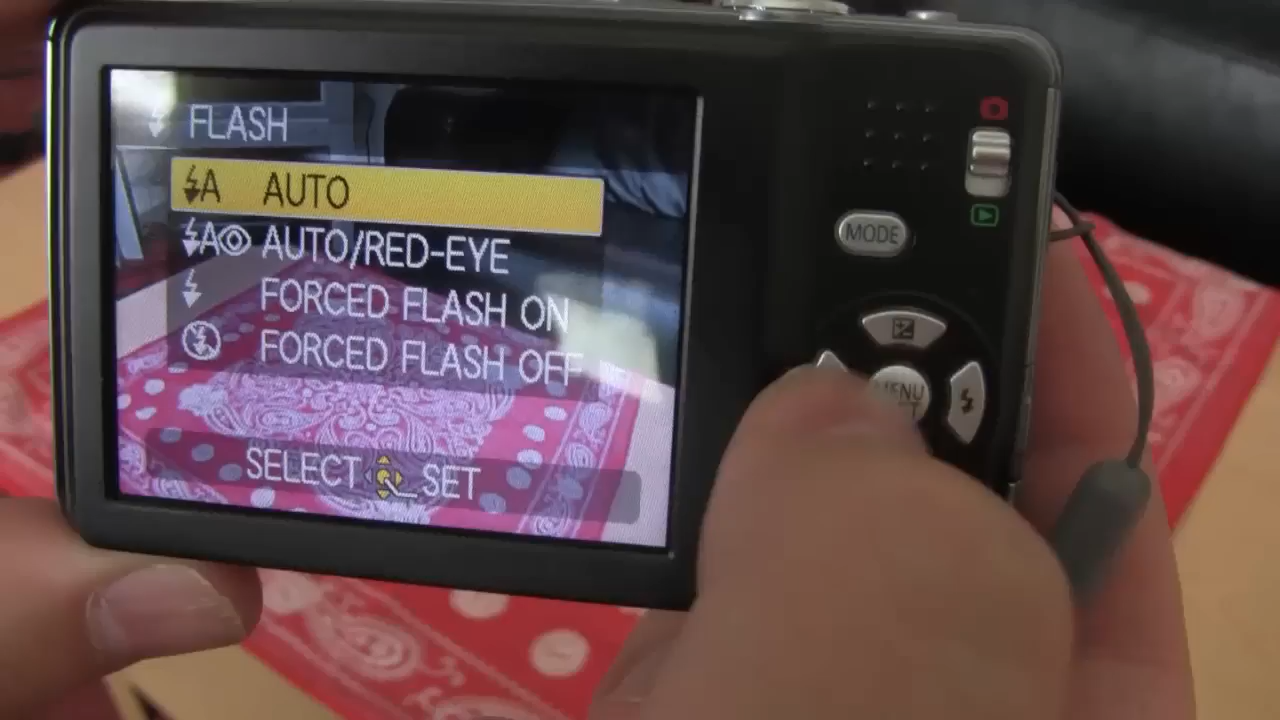 FLASH
A AUTO
A AUTO/RED-EYE
FORCED FLASH ON
FORCED FLASH OFF
SELECT SET
MODE
MENU